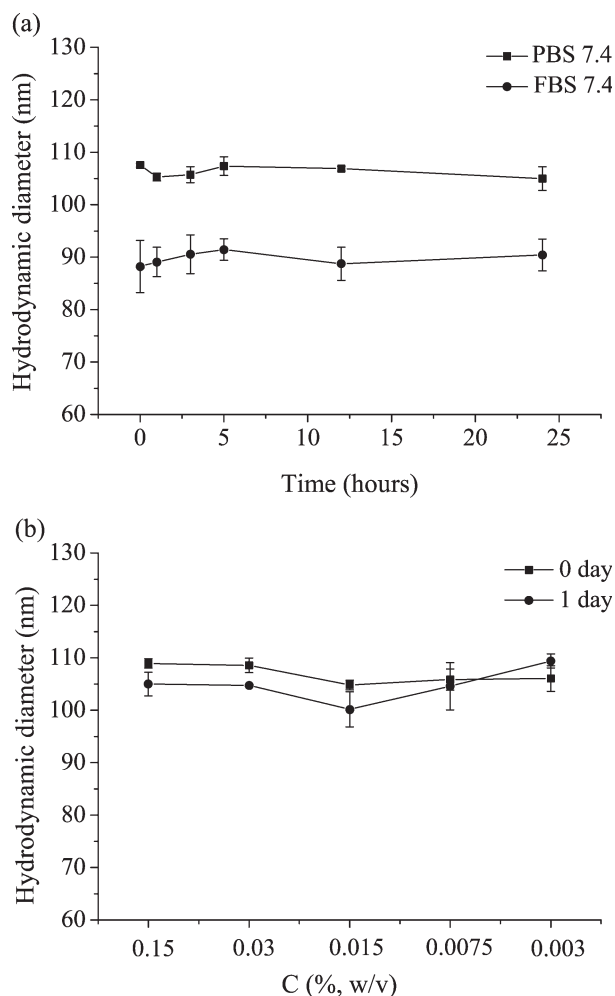 (a)
130
120
110
100
90
80
70
60
Hydrodynamic diameter (nm)
PBS 7.4
FBS 7.4
0 5 10 15 20 25
Time (hours)
(b)
130
120
110
100
90
80
70
60
Hydrodynamic diameter (nm)
0 day
1 day
0.15 0.03 0.015 0.0075 0.003
C (%, w/v)